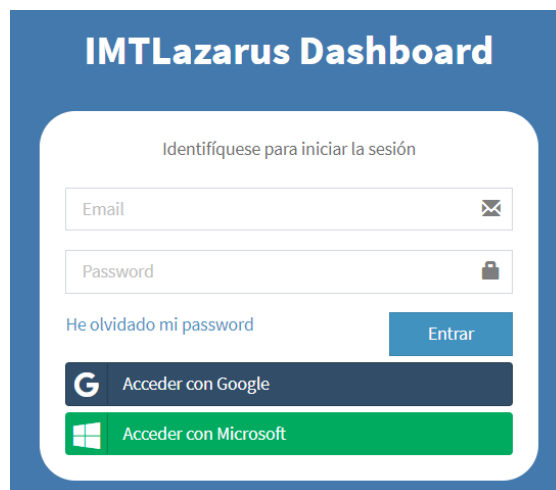 IMTLazarus Dashboard
Identifíquese para iniciar la sesión
Email
Password
He olvidado mi password
Entrar
Acceder con Google
Acceder con Microsoft